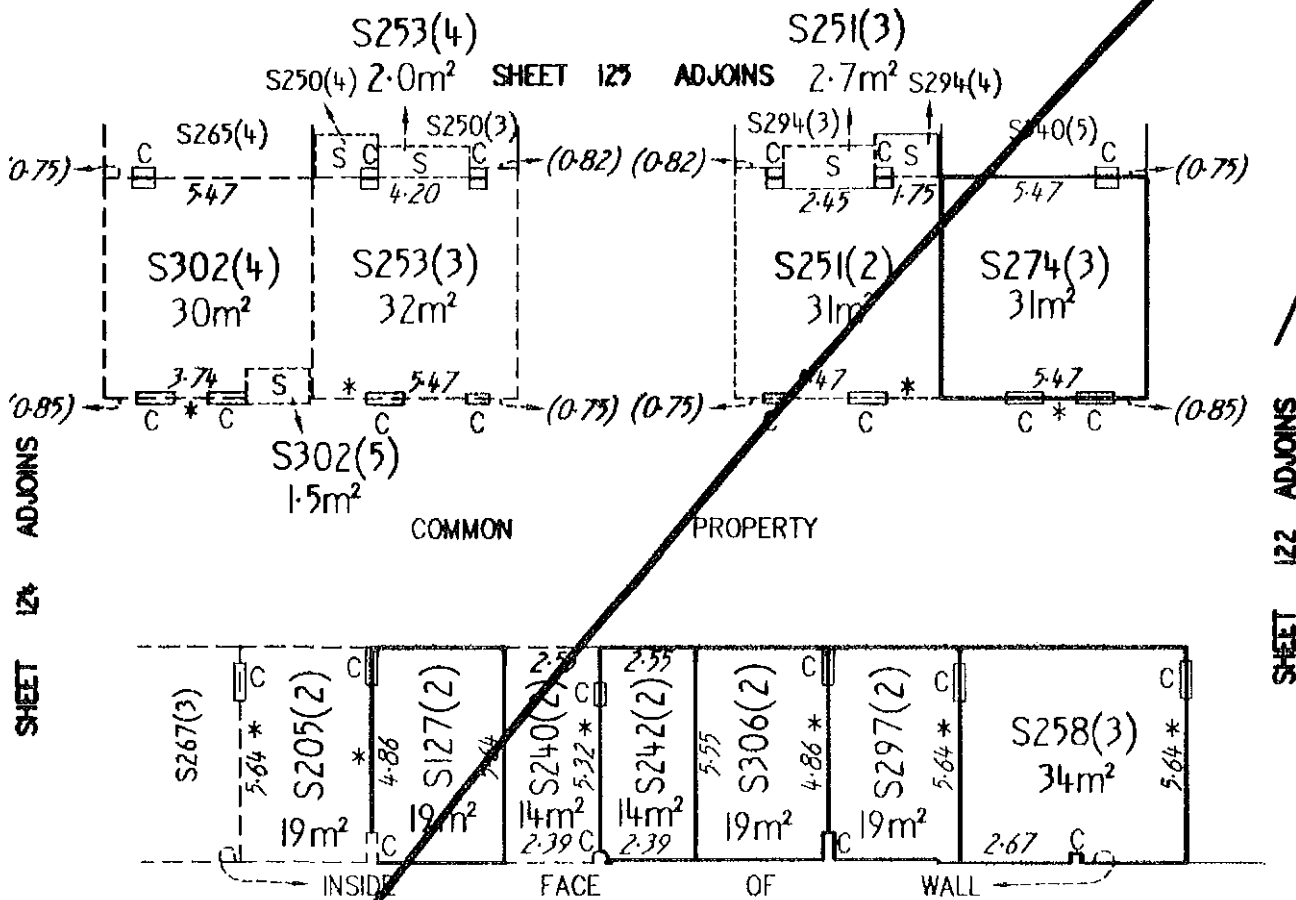 S253(4) S251(3)
S250(4) 2·0m² SHEET 125 ADJOINS 2·7m² S294(4)
S265(4) S250(3) S294(3)
C S C S C C S C S C
0·75) (0·82) (0·82) (0·75)
5·47 4·20 2·45 1·75 5·47
S302(4) S253(3) S251(2) S274(3)
30m² 32m² 31m² 31m²
3·74 S * 5·47 * 5·47
0·85) (0·75) (0·75) (0·85)
C * C C C C C * C
S302(5)
1·5m²
COMMON PROPERTY
SHEET 124 ADJOINS
SHEET 122 ADJOINS
2·55
S267(3)
C
5·64 *
S205(2)
19m²
C
*
4·86
C
S127(2)
19m²
S240(2)
14m²
2·39
C
5·32 *
C
S242(2)
14m²
2·39
5·55
S306(2)
19m²
C
4·86 *
C
S297(2)
19m²
C
5·64 *
S258(3)
34m²
C
5·64 *
2·67 C
INSIDE FACE OF WALL